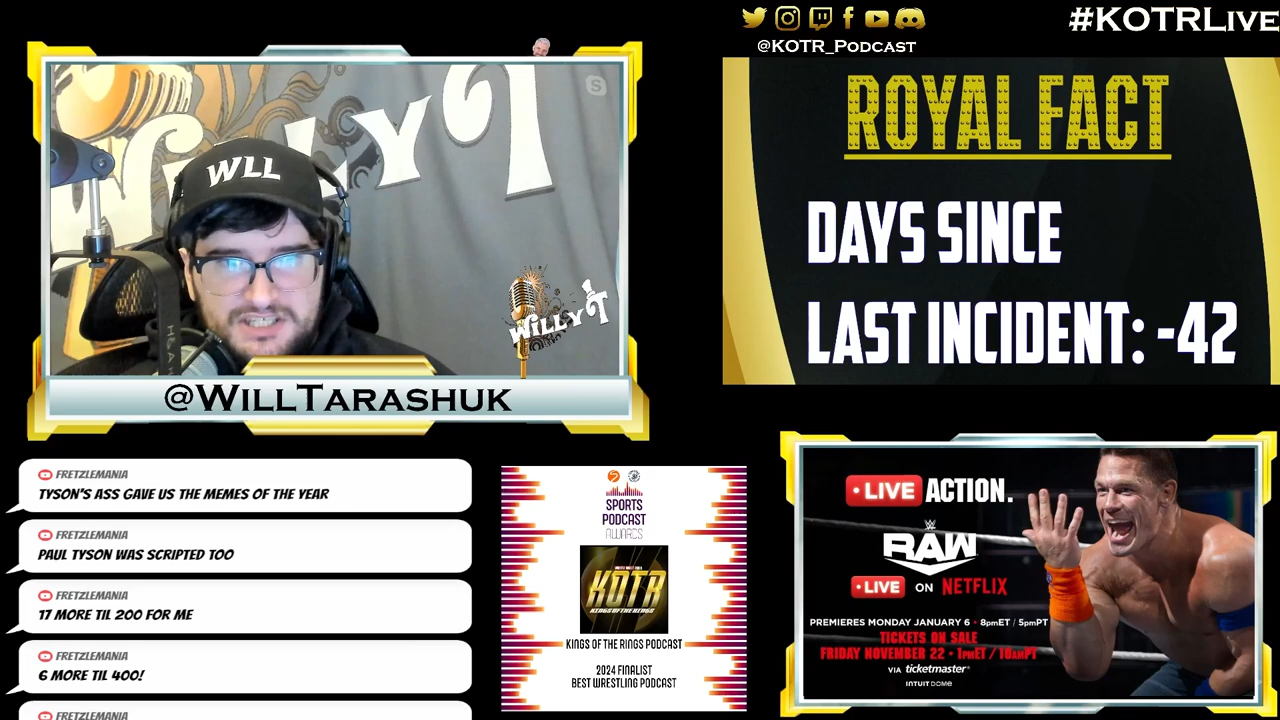 @KOTR_Podcast
#KOTRLIVE
ROYAL FACT
DAYS SINCE
LAST INCIDENT: -42
WILLY T
WLL
WILLY T
@WILLTARASHUK
FRETZLEMANIA
TYSON'S ASS GAVE US THE MEMES OF THE YEAR
FRETZLEMANIA
PAUL TYSON WAS SCRIPTED TOO
FRETZLEMANIA
17 MORE TIL 200 FOR ME
FRETZLEMANIA
6 MORE TIL 400!
FRETZLEMANIA
SPORTS
PODCAST
AWARDS
KOTR
KINGS OF THE RINGS
KINGS OF THE RINGS PODCAST
2024 FINALIST
BEST WRESTLING PODCAST
LIVE ACTION.
RAW
LIVE ON NETFLIX
PREMIERES MONDAY JANUARY 6 • 8pmET / 5pmPT
TICKETS ON SALE
FRIDAY NOVEMBER 22 • 1PMET / 10AMPT
VIA ticketmaster®
INTUIT DOME